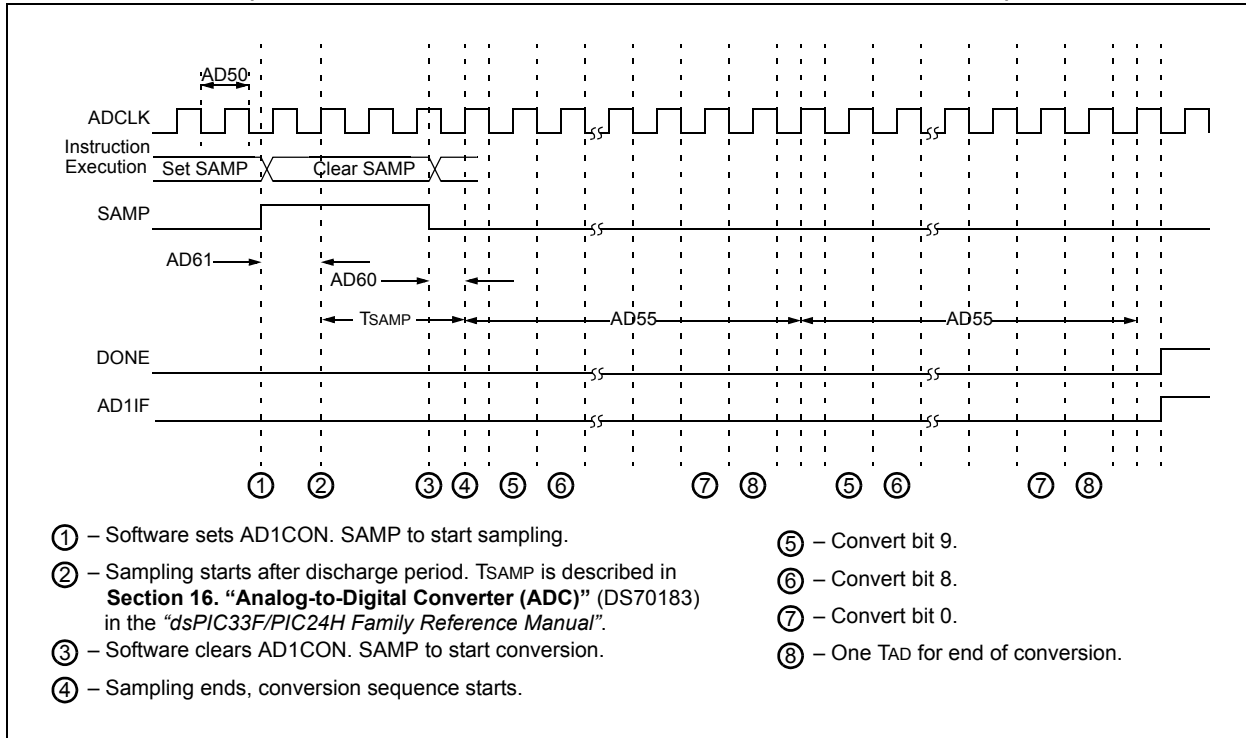 AD50
ADCLK
Instruction
Execution Set SAMP Clear SAMP
SAMP
AD61
AD60
TSAMP AD55 AD55
DONE
AD1IF
1 2 3 4 5 6 7 8 5 6 7 8
1 – Software sets AD1CON. SAMP to start sampling.
2 – Sampling starts after discharge period. TSAMP is described in
Section 16. “Analog-to-Digital Converter (ADC)” (DS70183)
in the “dsPIC33F/PIC24H Family Reference Manual”.
3 – Software clears AD1CON. SAMP to start conversion.
4 – Sampling ends, conversion sequence starts.
5 – Convert bit 9.
6 – Convert bit 8.
7 – Convert bit 0.
8 – One TAD for end of conversion.